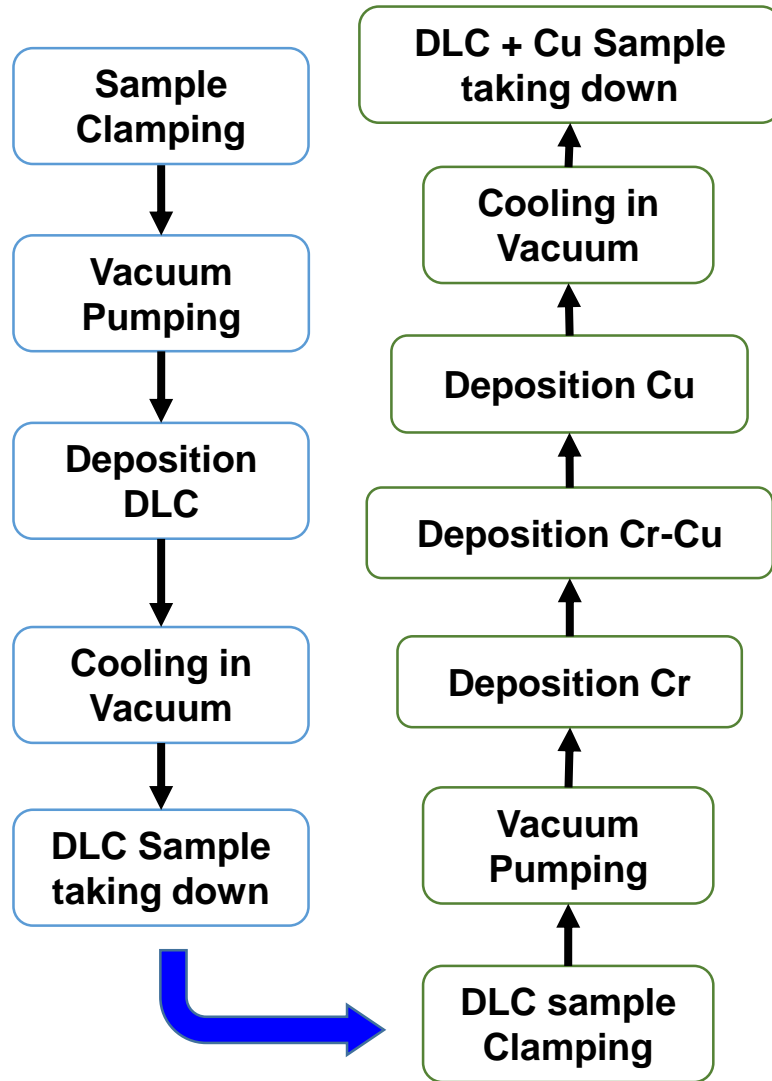 Sample
Clamping
Vacuum
Pumping
Deposition
DLC
Cooling in
Vacuum
DLC Sample
taking down
DLC sample
Clamping
Vacuum
Pumping
Deposition Cr
Deposition Cr-Cu
Deposition Cu
Cooling in
Vacuum
DLC + Cu Sample
taking down